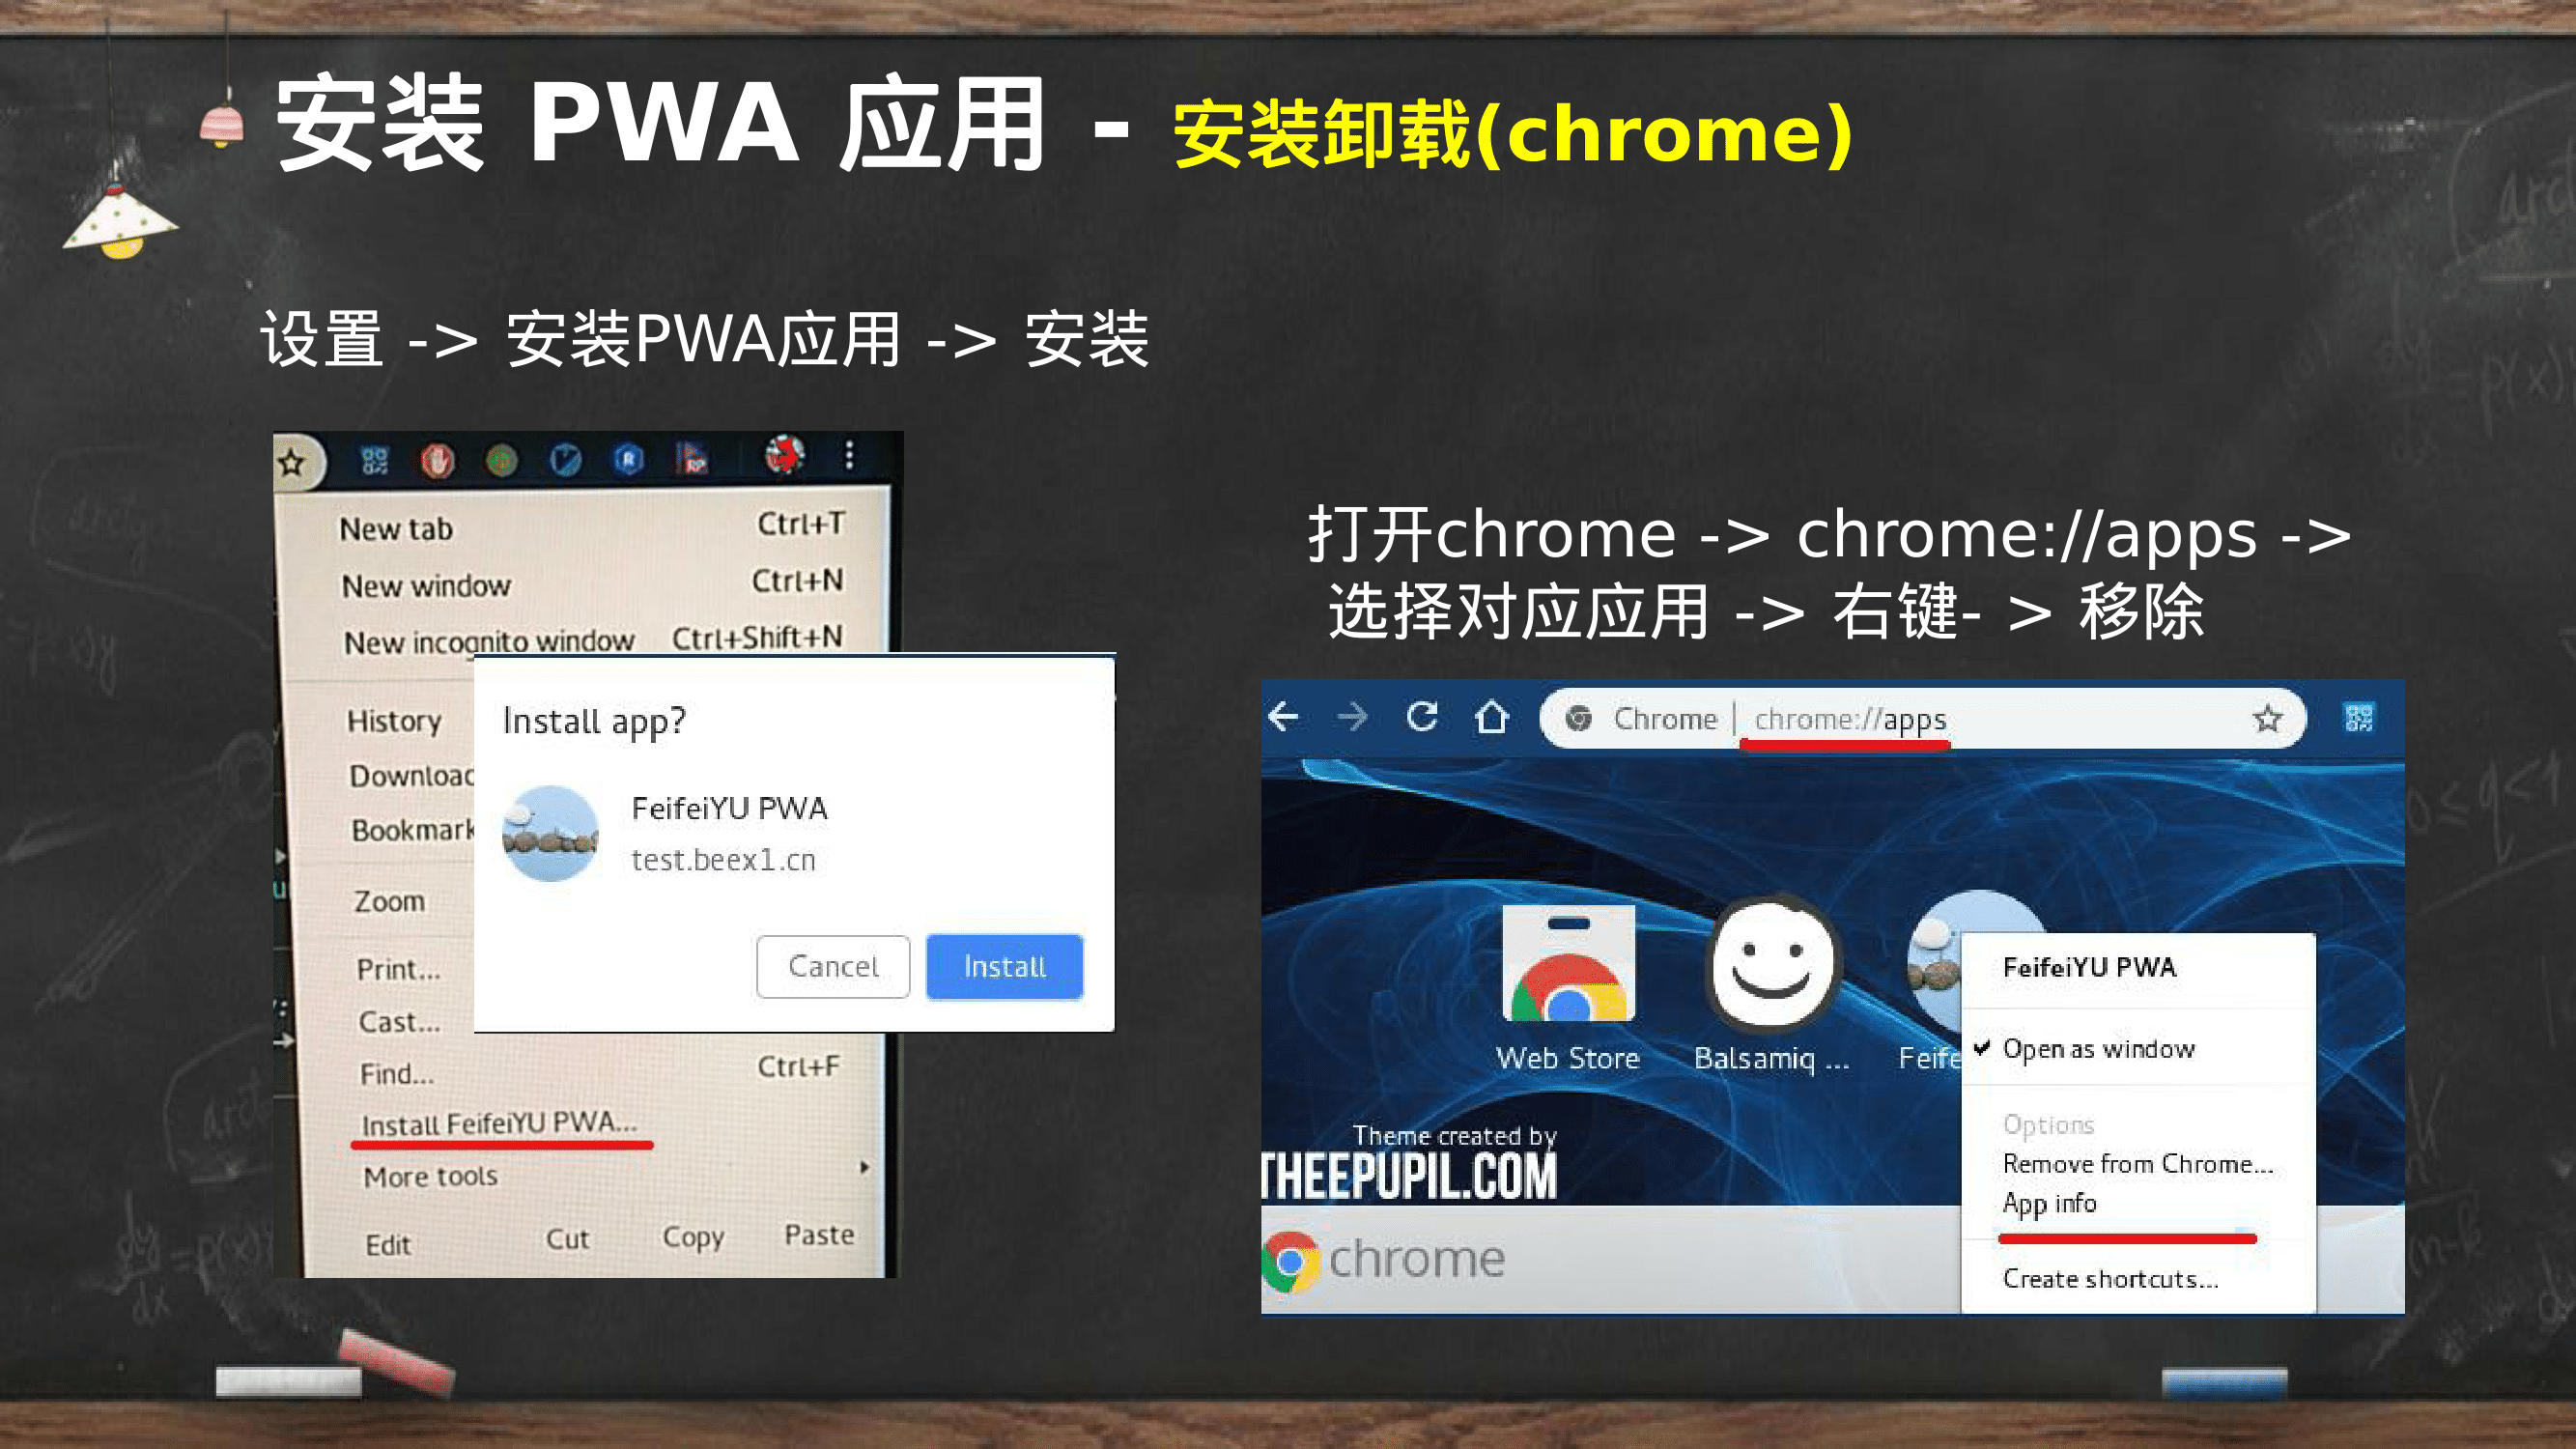 安装 PWA 应用 - 安装卸载(chrome)
设置 -> 安装PWA应用 -> 安装
New tab Ctrl+T
New window Ctrl+N
New incognito window Ctrl+Shift+N
History
Downloac
Bookmark
Zoom
Print...
Cast...
Find... Ctrl+F
Install FeifeiYU PWA...
More tools
Edit Cut Copy Paste
Install app?
FeifeiYU PWA
test.beex1.cn
Cancel Install
打开chrome -> chrome://apps ->
选择对应应用 -> 右键- > 移除
Chrome | chrome://apps
Web Store Balsamiq ... Feife
FeifeiYU PWA
Open as window
Options
Remove from Chrome...
App info
Create shortcuts...
Theme created by
THEEPUPIL.COM
chrome